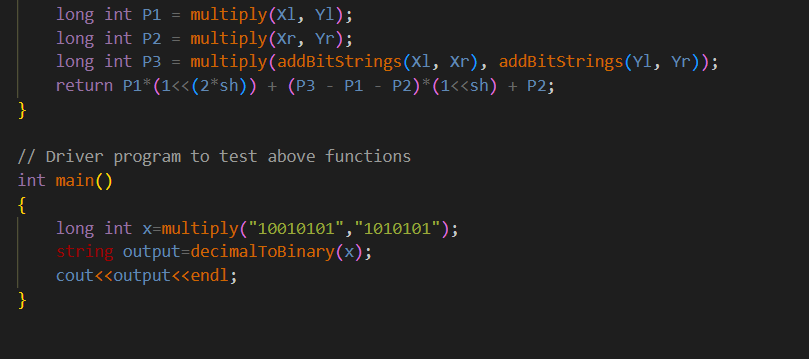 long int P1 = multiply(Xl, Yl);
long int P2 = multiply(Xr, Yr);
long int P3 = multiply(addBitStrings(Xl, Xr), addBitStrings(Yl, Yr));
return P1*(1<<(2*sh)) + (P3 - P1 - P2)*(1<<sh) + P2;
}
// Driver program to test above functions
int main()
{
long int x=multiply("10010101","1010101");
string output=decimalToBinary(x);
cout<<output<<endl;
}